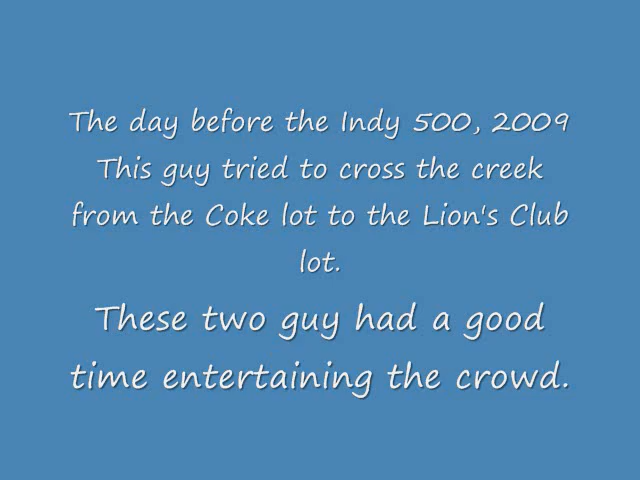 The day before the Indy 500, 2009
This guy tried to cross the creek
from the Coke lot to the Lion's Club
lot.
These two guy had a good
time entertaining the crowd.